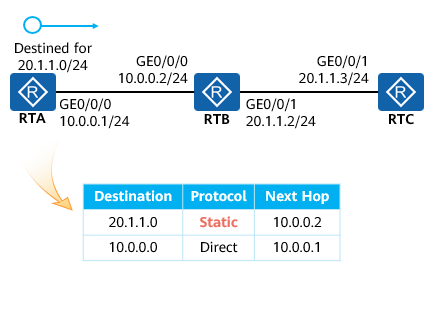 Destined for
20.1.1.0/24
GE0/0/0
10.0.0.2/24
GE0/0/1
20.1.1.3/24
R
R
R
RTA
GE0/0/0
10.0.0.1/24
RTB
GE0/0/1
20.1.1.2/24
RTC
Destination Protocol Next Hop
20.1.1.0 Static 10.0.0.2
10.0.0.0 Direct 10.0.0.1